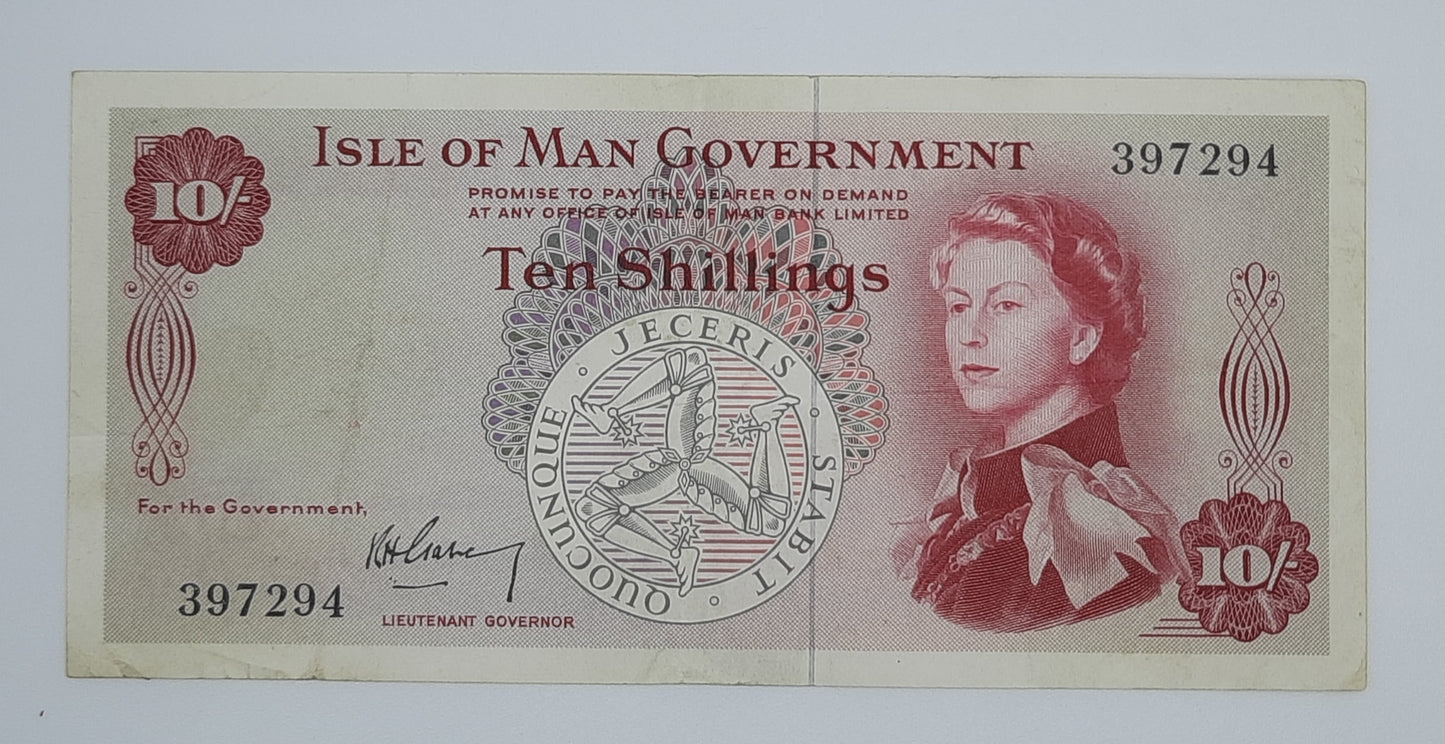 ISLE OF MAN GOVERNMENT
397294
10/-
PROMISE TO PAY THE BEARER ON DEMAND
AT ANY OFFICE OF ISLE OF MAN BANK LIMITED
Ten Shillings
QUOCUNQUE · JECERIS · STABIT ·
For the Government,
397294
LIEUTENANT GOVERNOR
10/-